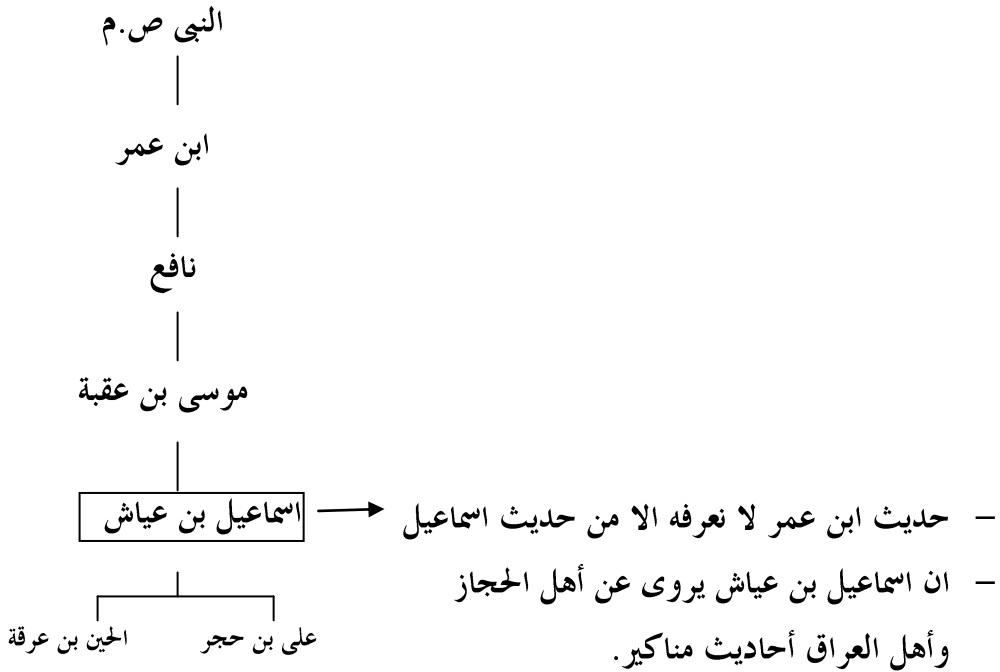 النبى ص.م
ابن عمر
نافع
موسى بن عقبة
اسماعيل بن عياش
– حديث ابن عمر لا نعرفه الا من حديث اسماعيل
– ان اسماعيل بن عياش يروى عن أهل الحجاز
وأهل العراق أحاديث مناكير.
على بن حجر
الحين بن عرقة